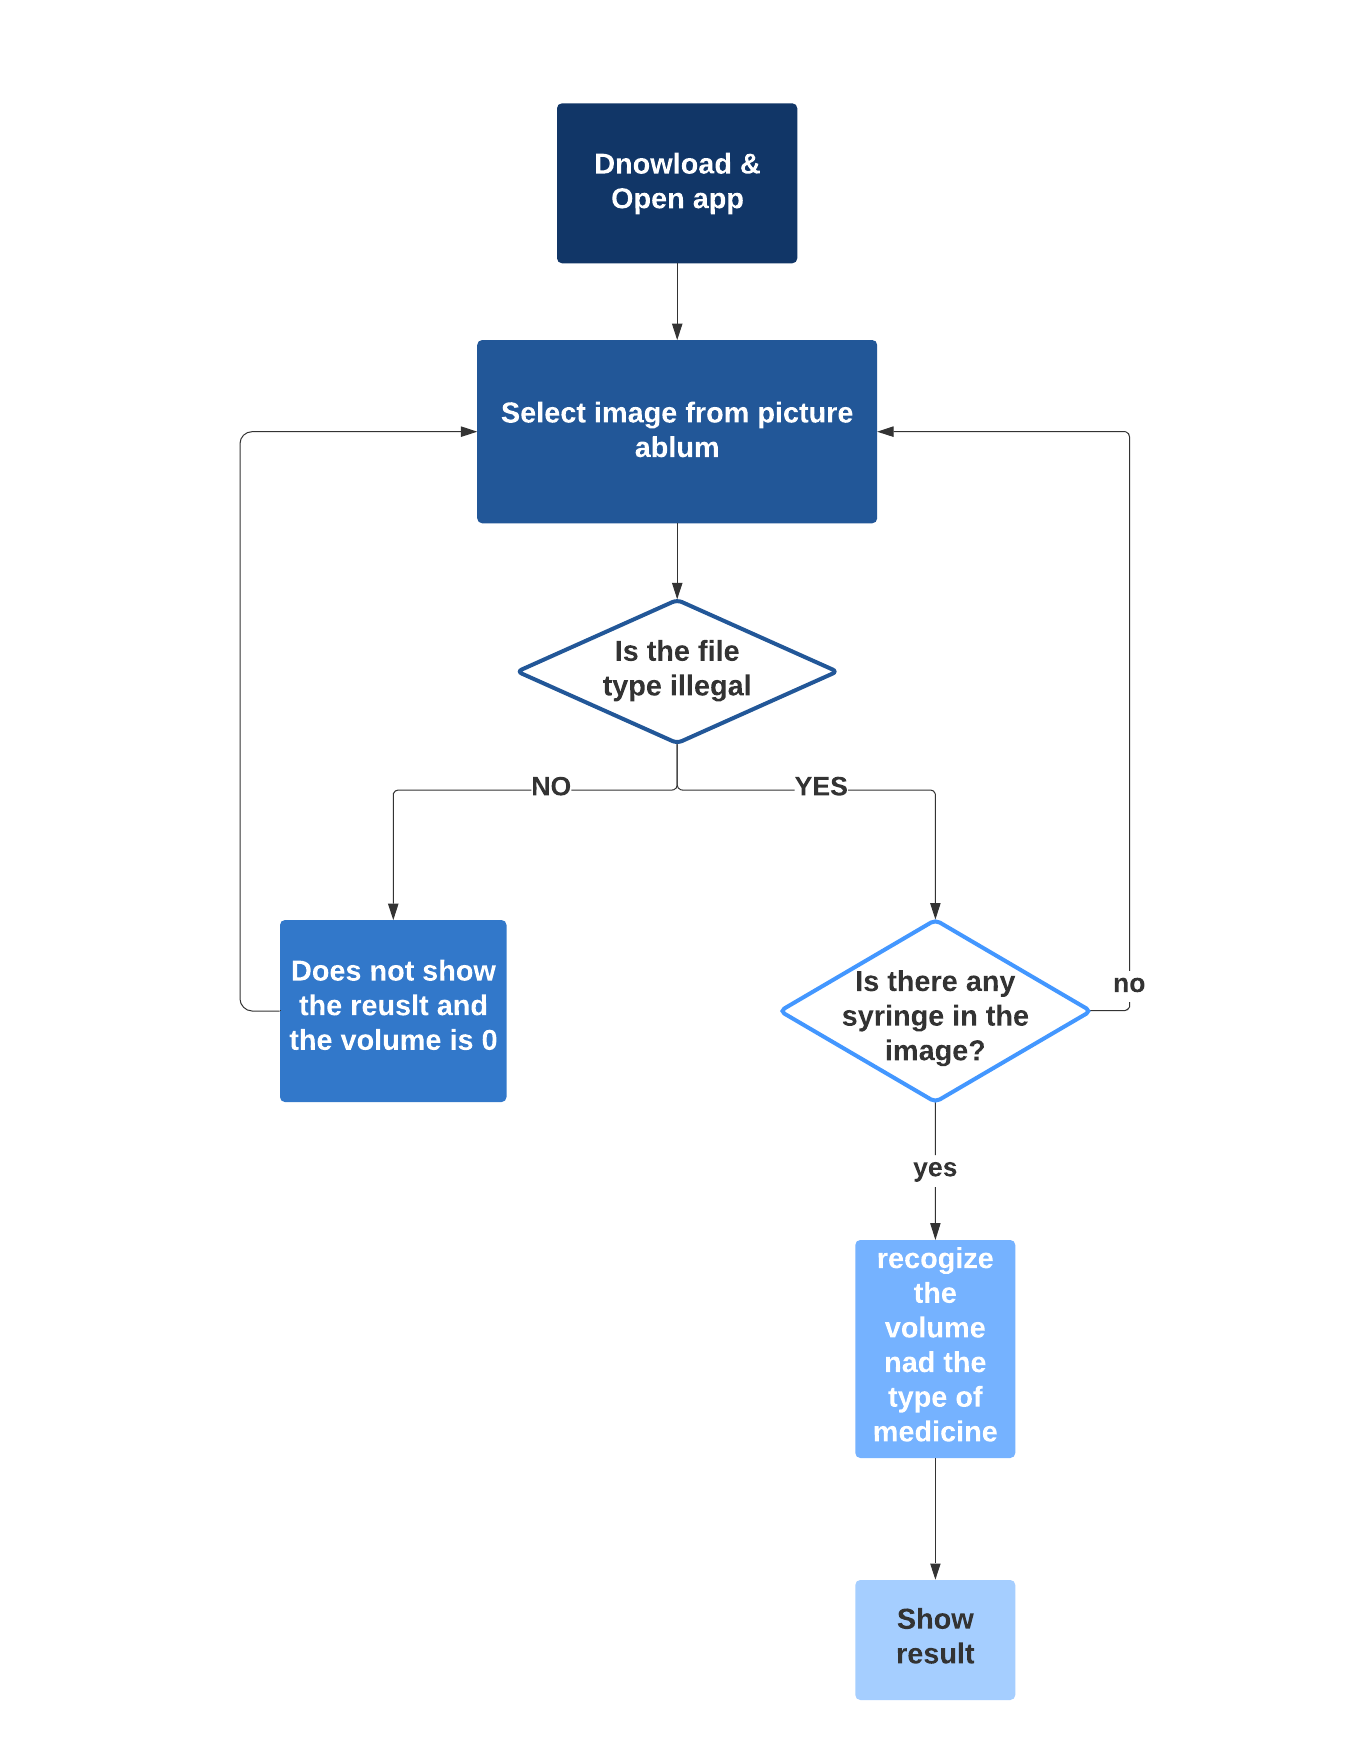 Dnowload &
Open app
Select image from picture
ablum
Is the file
type illegal
NO
YES
Does not show
the reuslt and
the volume is 0
Is there any
syringe in the
image?
no
yes
recogize
the
volume
nad the
type of
medicine
Show
result